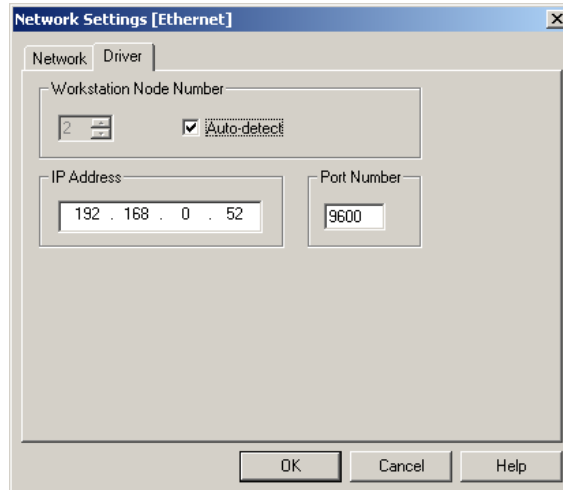 Network Settings [Ethernet]
Network Driver
Workstation Node Number
2 Auto-detect
IP Address Port Number
192 . 168 . 0 . 52 9600
OK Cancel Help